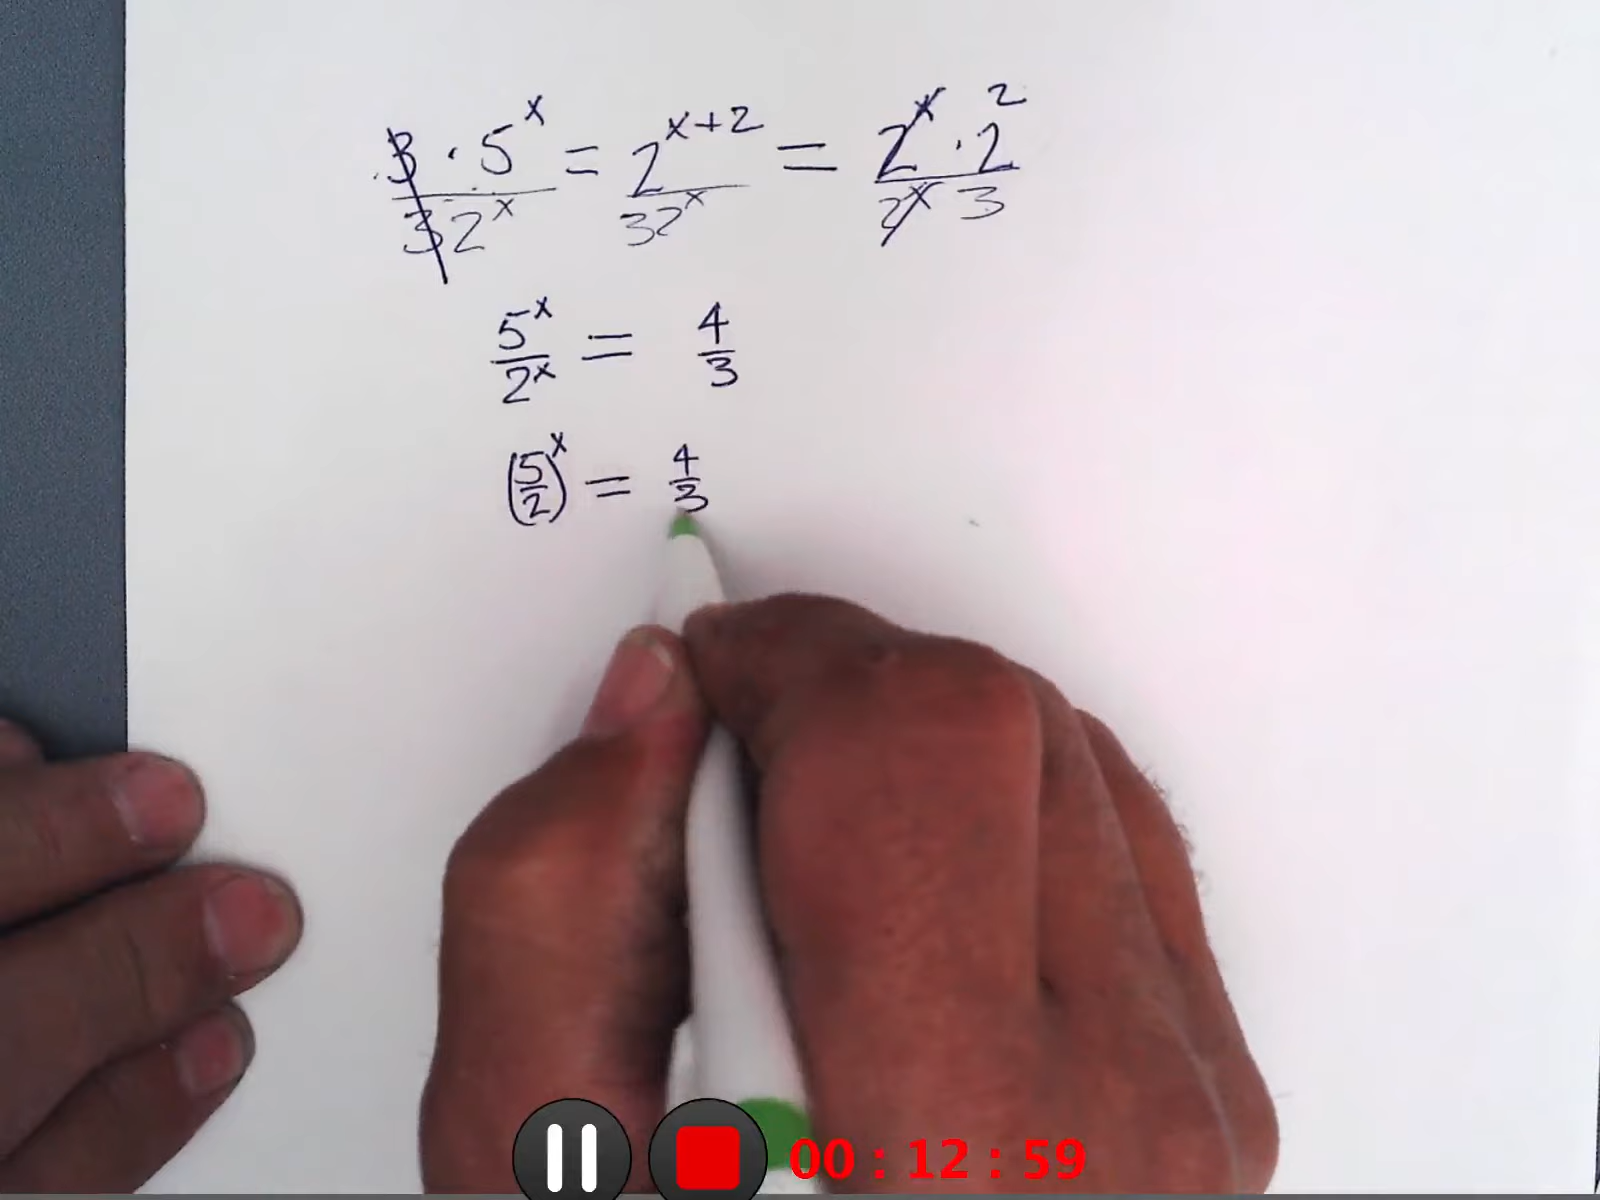 3 · 5^x / 3 2^x = 2^(x+2) / 3 2^x = 2^x · 2^2 / 2^x 3
5^x / 2^x = 4/3
(5/2)^x = 4/3
00 : 12 : 59